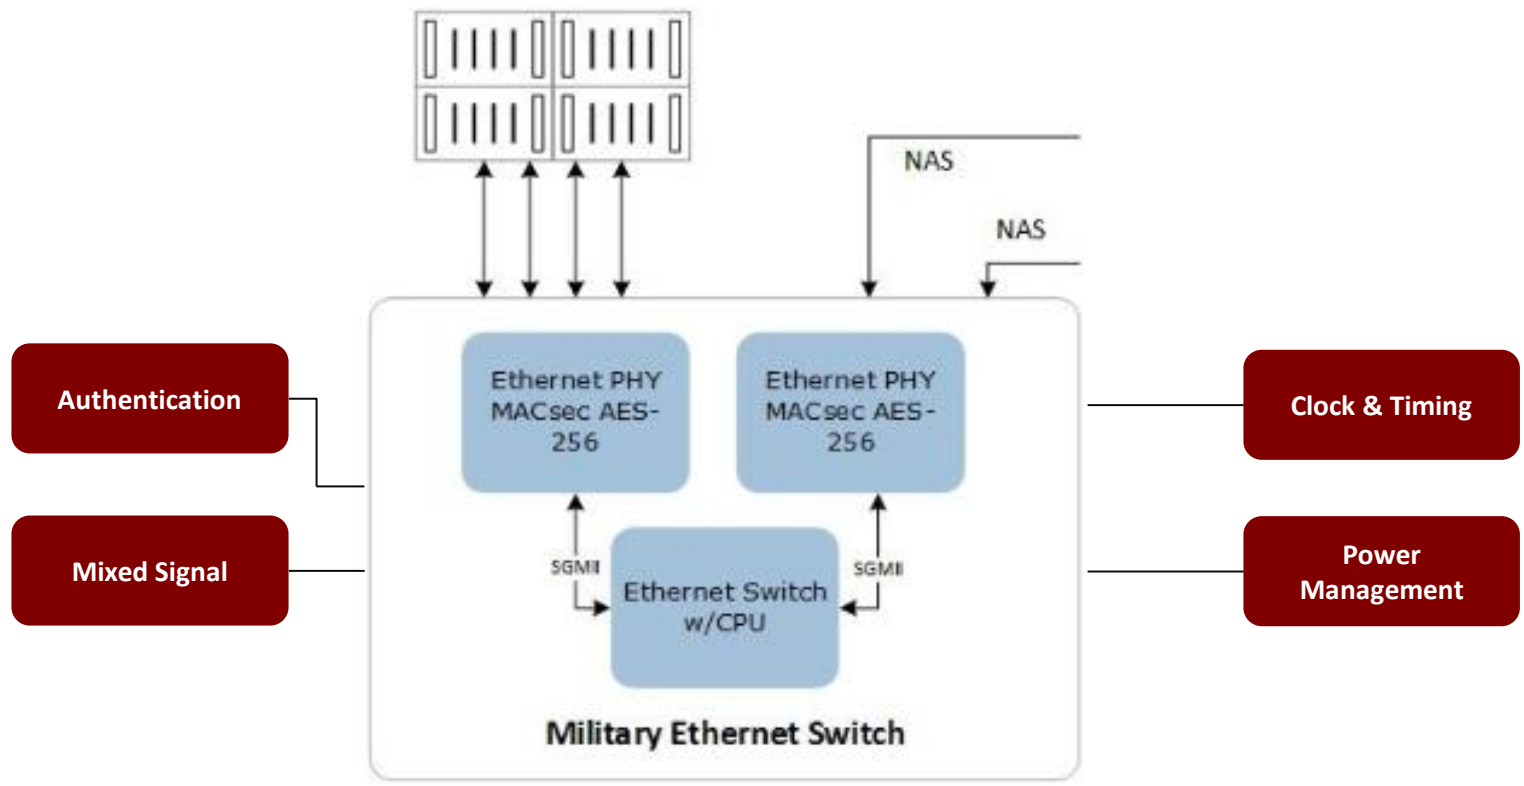 NAS
NAS
Authentication
Mixed Signal
Ethernet PHY
MACsec AES-
256
Ethernet PHY
MACsec AES-
256
SGMII
SGMII
Ethernet Switch
w/CPU
Military Ethernet Switch
Clock & Timing
Power
Management